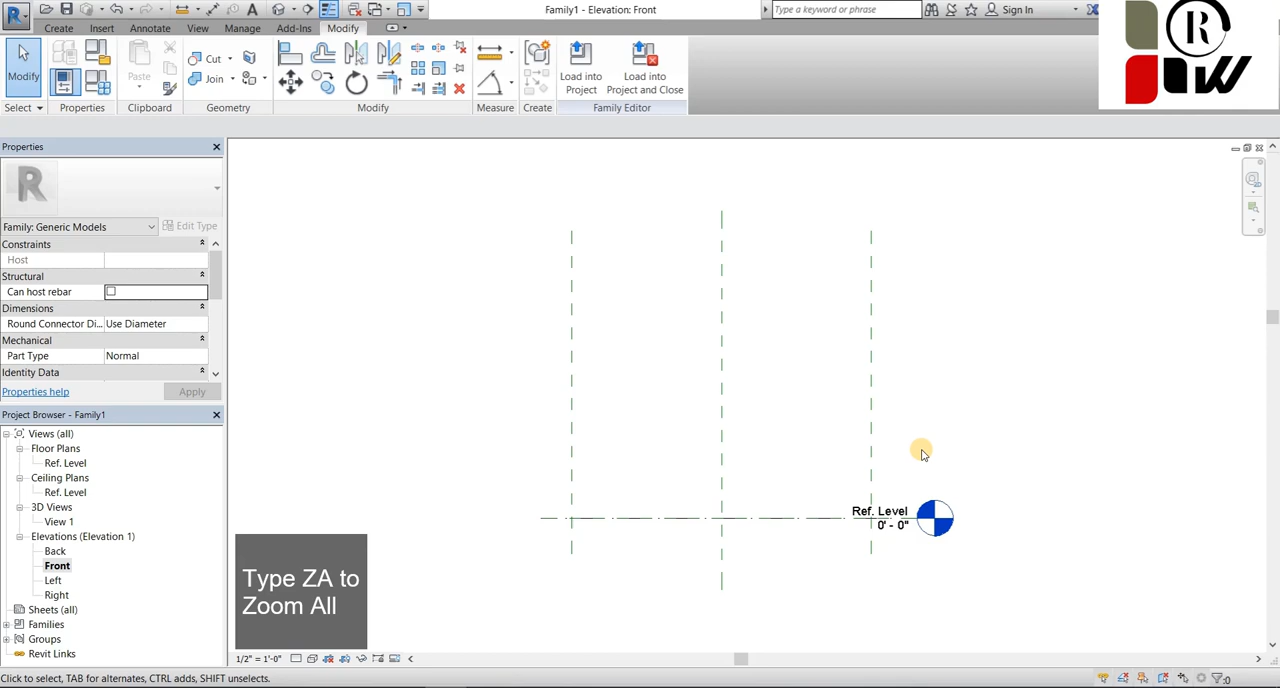 Family1 - Elevation: Front
Type a keyword or phrase
Sign In
Create Insert Annotate View Manage Add-Ins Modify
Modify
Paste
Cut
Join
Load into
Project
Load into
Project and Close
Select Properties Clipboard Geometry Modify Measure Create Family Editor
Properties
R
Family: Generic Models
Edit Type
Constraints
Host
Structural
Can host rebar
Dimensions
Round Connector Di... Use Diameter
Mechanical
Part Type Normal
Identity Data
Properties help
Apply
Project Browser - Family1
Views (all)
Floor Plans
Ref. Level
Ceiling Plans
Ref. Level
3D Views
View 1
Elevations (Elevation 1)
Back
Front
Left
Right
Sheets (all)
Families
Groups
Revit Links
Ref. Level
0' - 0"
Type ZA to
Zoom All
1/2" = 1'-0"
Click to select, TAB for alternates, CTRL adds, SHIFT unselects.
:0
R